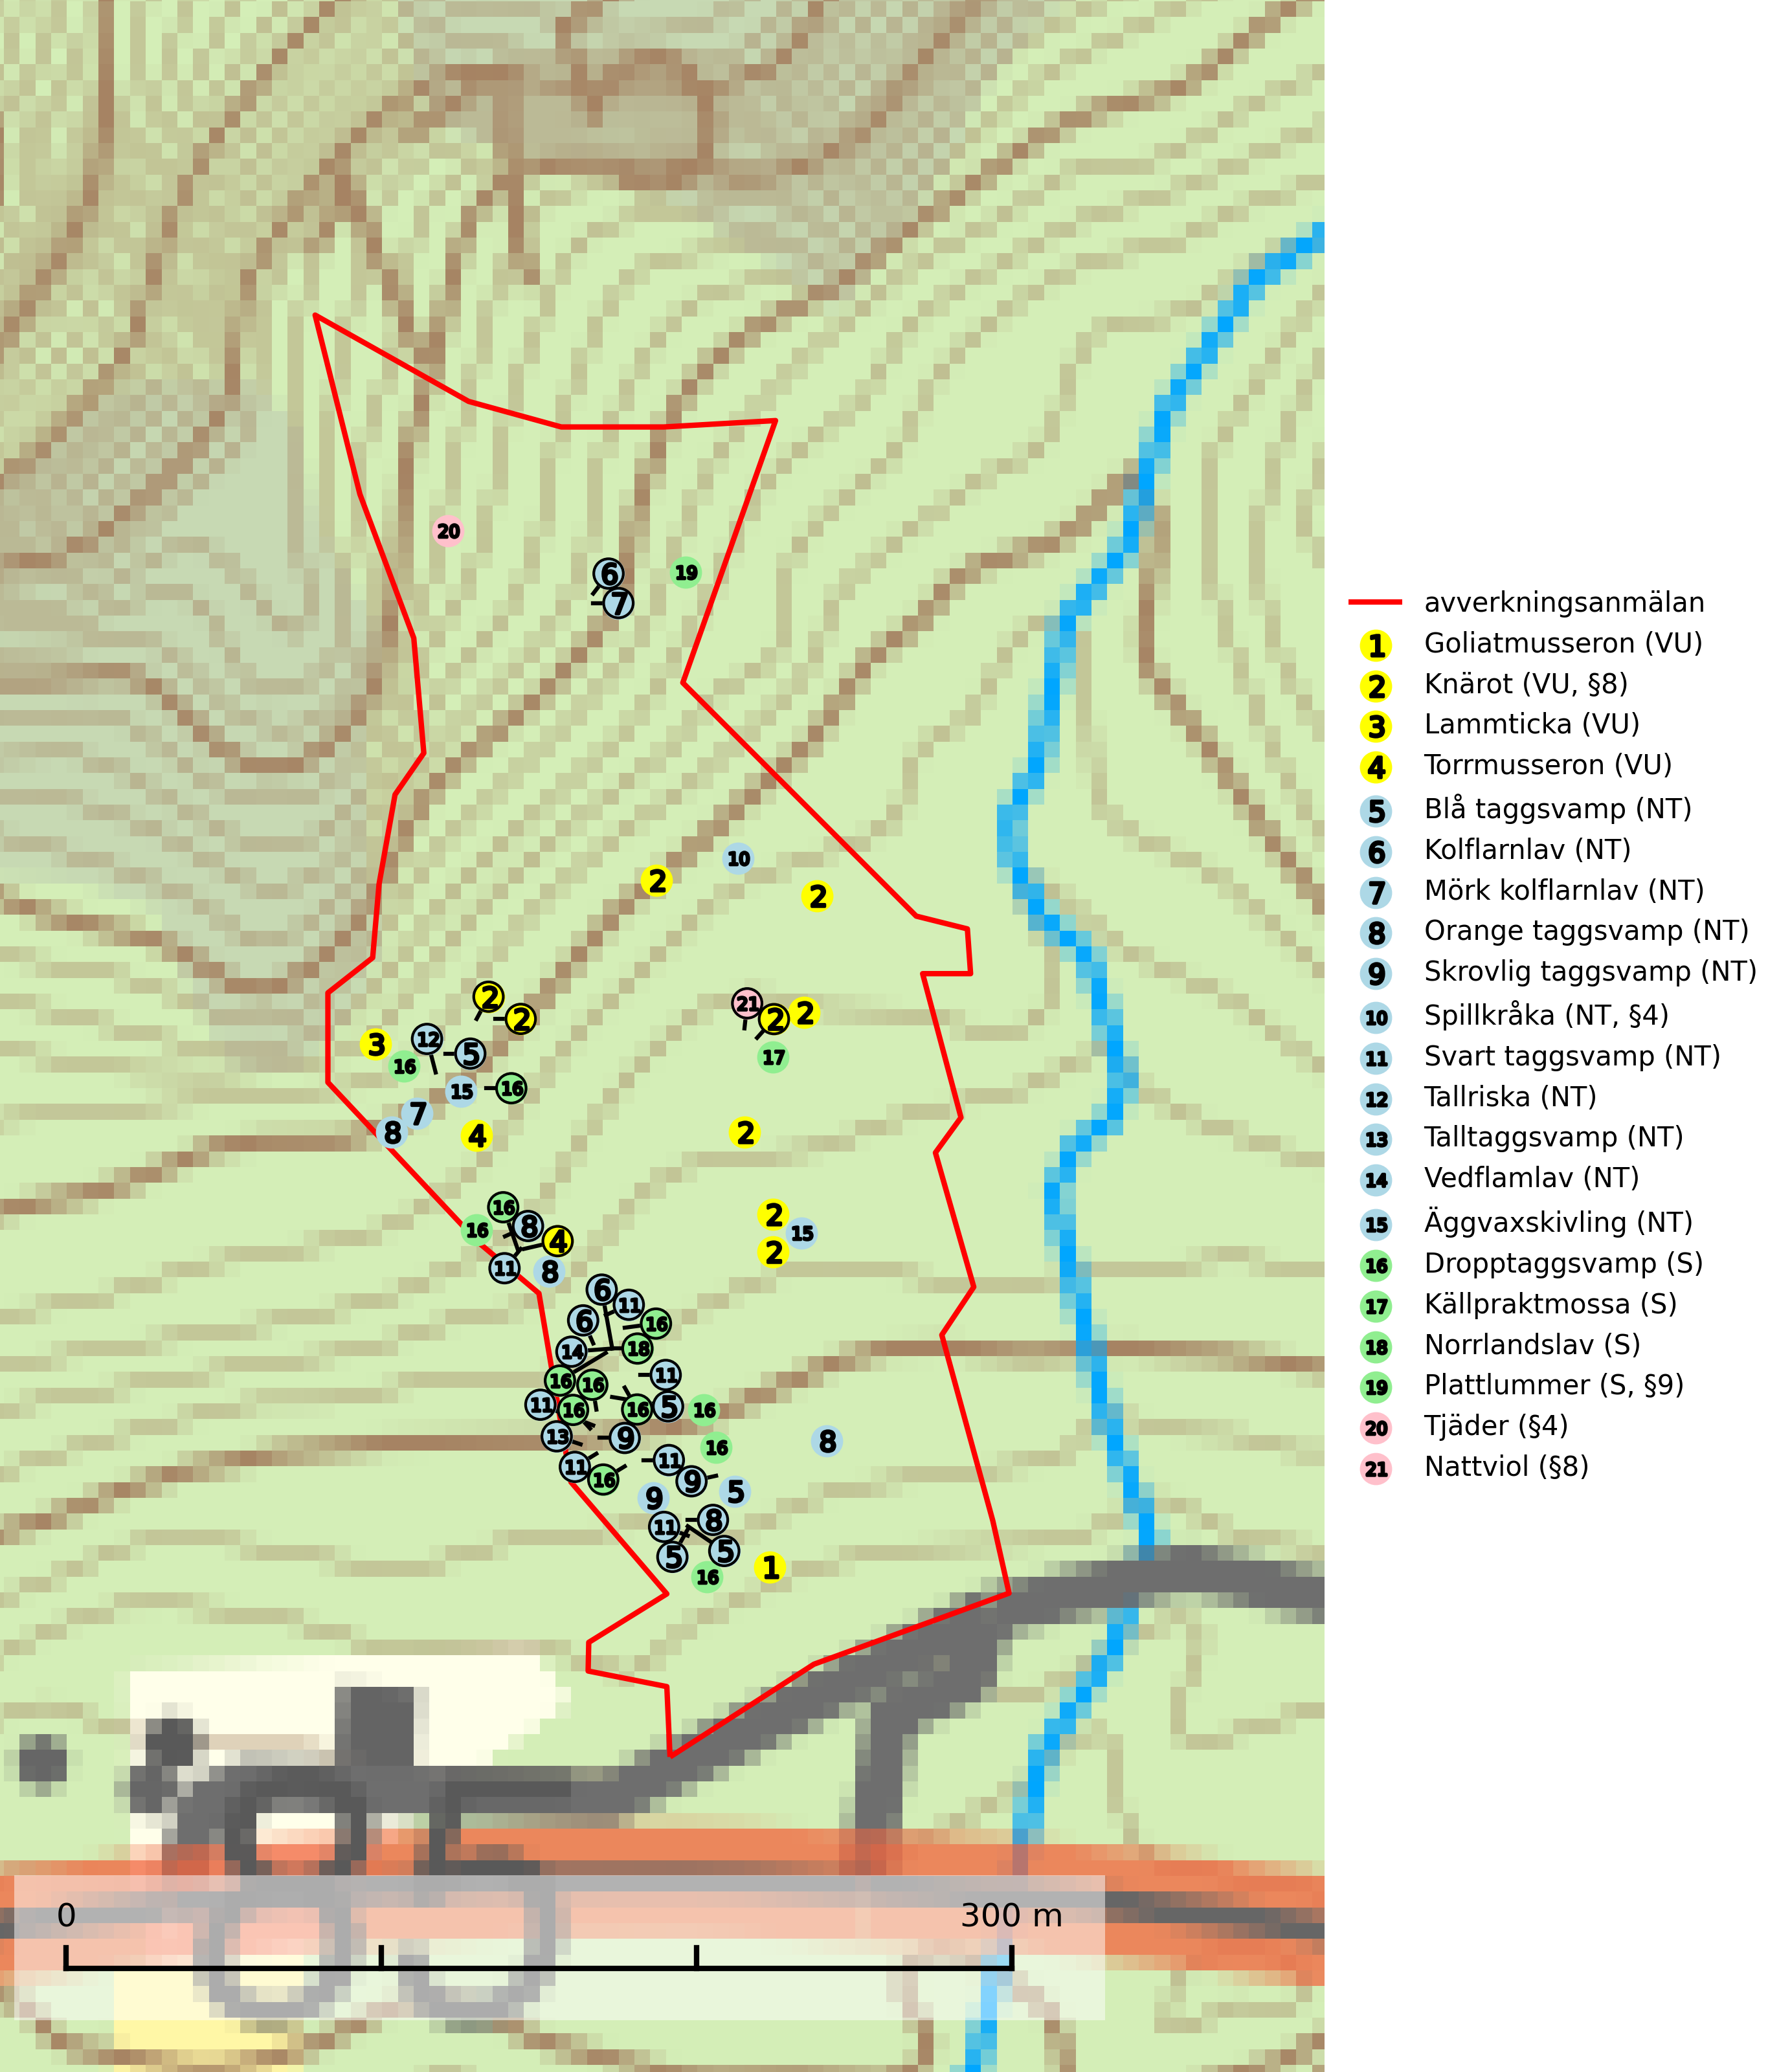 20
6
19
7
10
2
2
2
21
2
2
2
3
12
5
16
17
15
16
7
8
4
2
16
8
16
4
2
15
11
8
2
6
11
6
16
14
18
16
16
11
11
16
16
5
16
13
9
16
8
11
11
16
9
9
5
11
8
5
5
1
16
0
300 m
avverkningsanmälan
1 Goliatmusseron (VU)
2 Knärot (VU, §8)
3 Lammticka (VU)
4 Torrmusseron (VU)
5 Blå taggsvamp (NT)
6 Kolflarnlav (NT)
7 Mörk kolflarnlav (NT)
8 Orange taggsvamp (NT)
9 Skrovlig taggsvamp (NT)
10 Spillkråka (NT, §4)
11 Svart taggsvamp (NT)
12 Tallriska (NT)
13 Talltaggsvamp (NT)
14 Vedflamlav (NT)
15 Äggvaxskivling (NT)
16 Dropptaggsvamp (S)
17 Källpraktmossa (S)
18 Norrlandslav (S)
19 Plattlummer (S, §9)
20 Tjäder (§4)
21 Nattviol (§8)